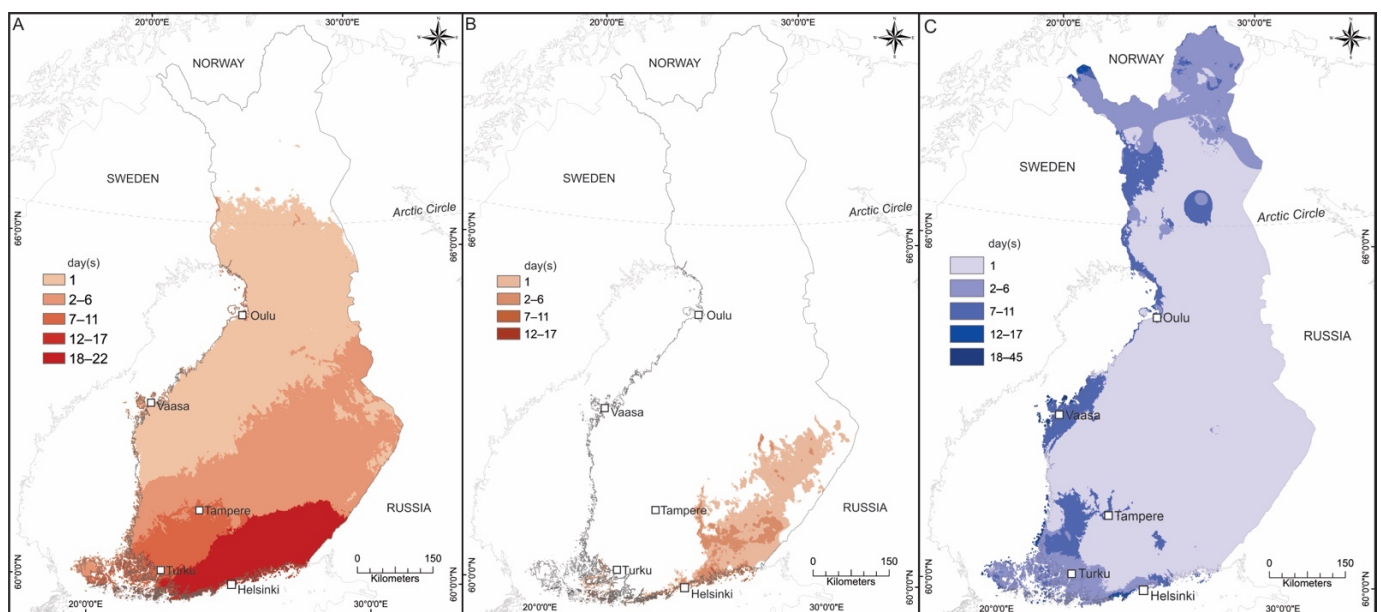 A
20°0'0"E
30°0'0"E
NORWAY
SWEDEN
Arctic Circle
66°0'0"N
day(s)
1
2–6
7–11
12–17
18–22
Oulu
Vaasa
Tampere
RUSSIA
Turku
Helsinki
0
150
Kilometers
60°0'0"N
20°0'0"E
30°0'0"E
B
20°0'0"E
30°0'0"E
NORWAY
SWEDEN
Arctic Circle
66°0'0"N
66°0'0"N
day(s)
1
2–6
7–11
12–17
Oulu
Vaasa
Tampere
RUSSIA
Turku
Helsinki
0
150
Kilometers
60°0'0"N
60°0'0"N
20°0'0"E
30°0'0"E
C
20°0'0"E
30°0'0"E
NORWAY
SWEDEN
Arctic Circle
66°0'0"N
66°0'0"N
day(s)
1
2–6
7–11
12–17
18–45
Oulu
RUSSIA
Vaasa
Tampere
Turku
Helsinki
0
150
Kilometers
60°0'0"N
60°0'0"N
20°0'0"E
30°0'0"E